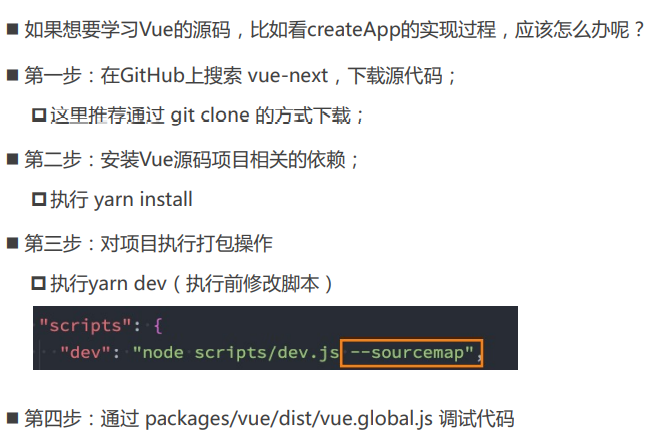 如果想要学习Vue的源码，比如看createApp的实现过程，应该怎么办呢？
第一步：在GitHub上搜索 vue-next，下载源代码；
这里推荐通过 git clone 的方式下载；
第二步：安装Vue源码项目相关的依赖；
执行 yarn install
第三步：对项目执行打包操作
执行yarn dev（执行前修改脚本）
"scripts": {
"dev": "node scripts/dev.js --sourcemap",
第四步：通过 packages/vue/dist/vue.global.js 调试代码